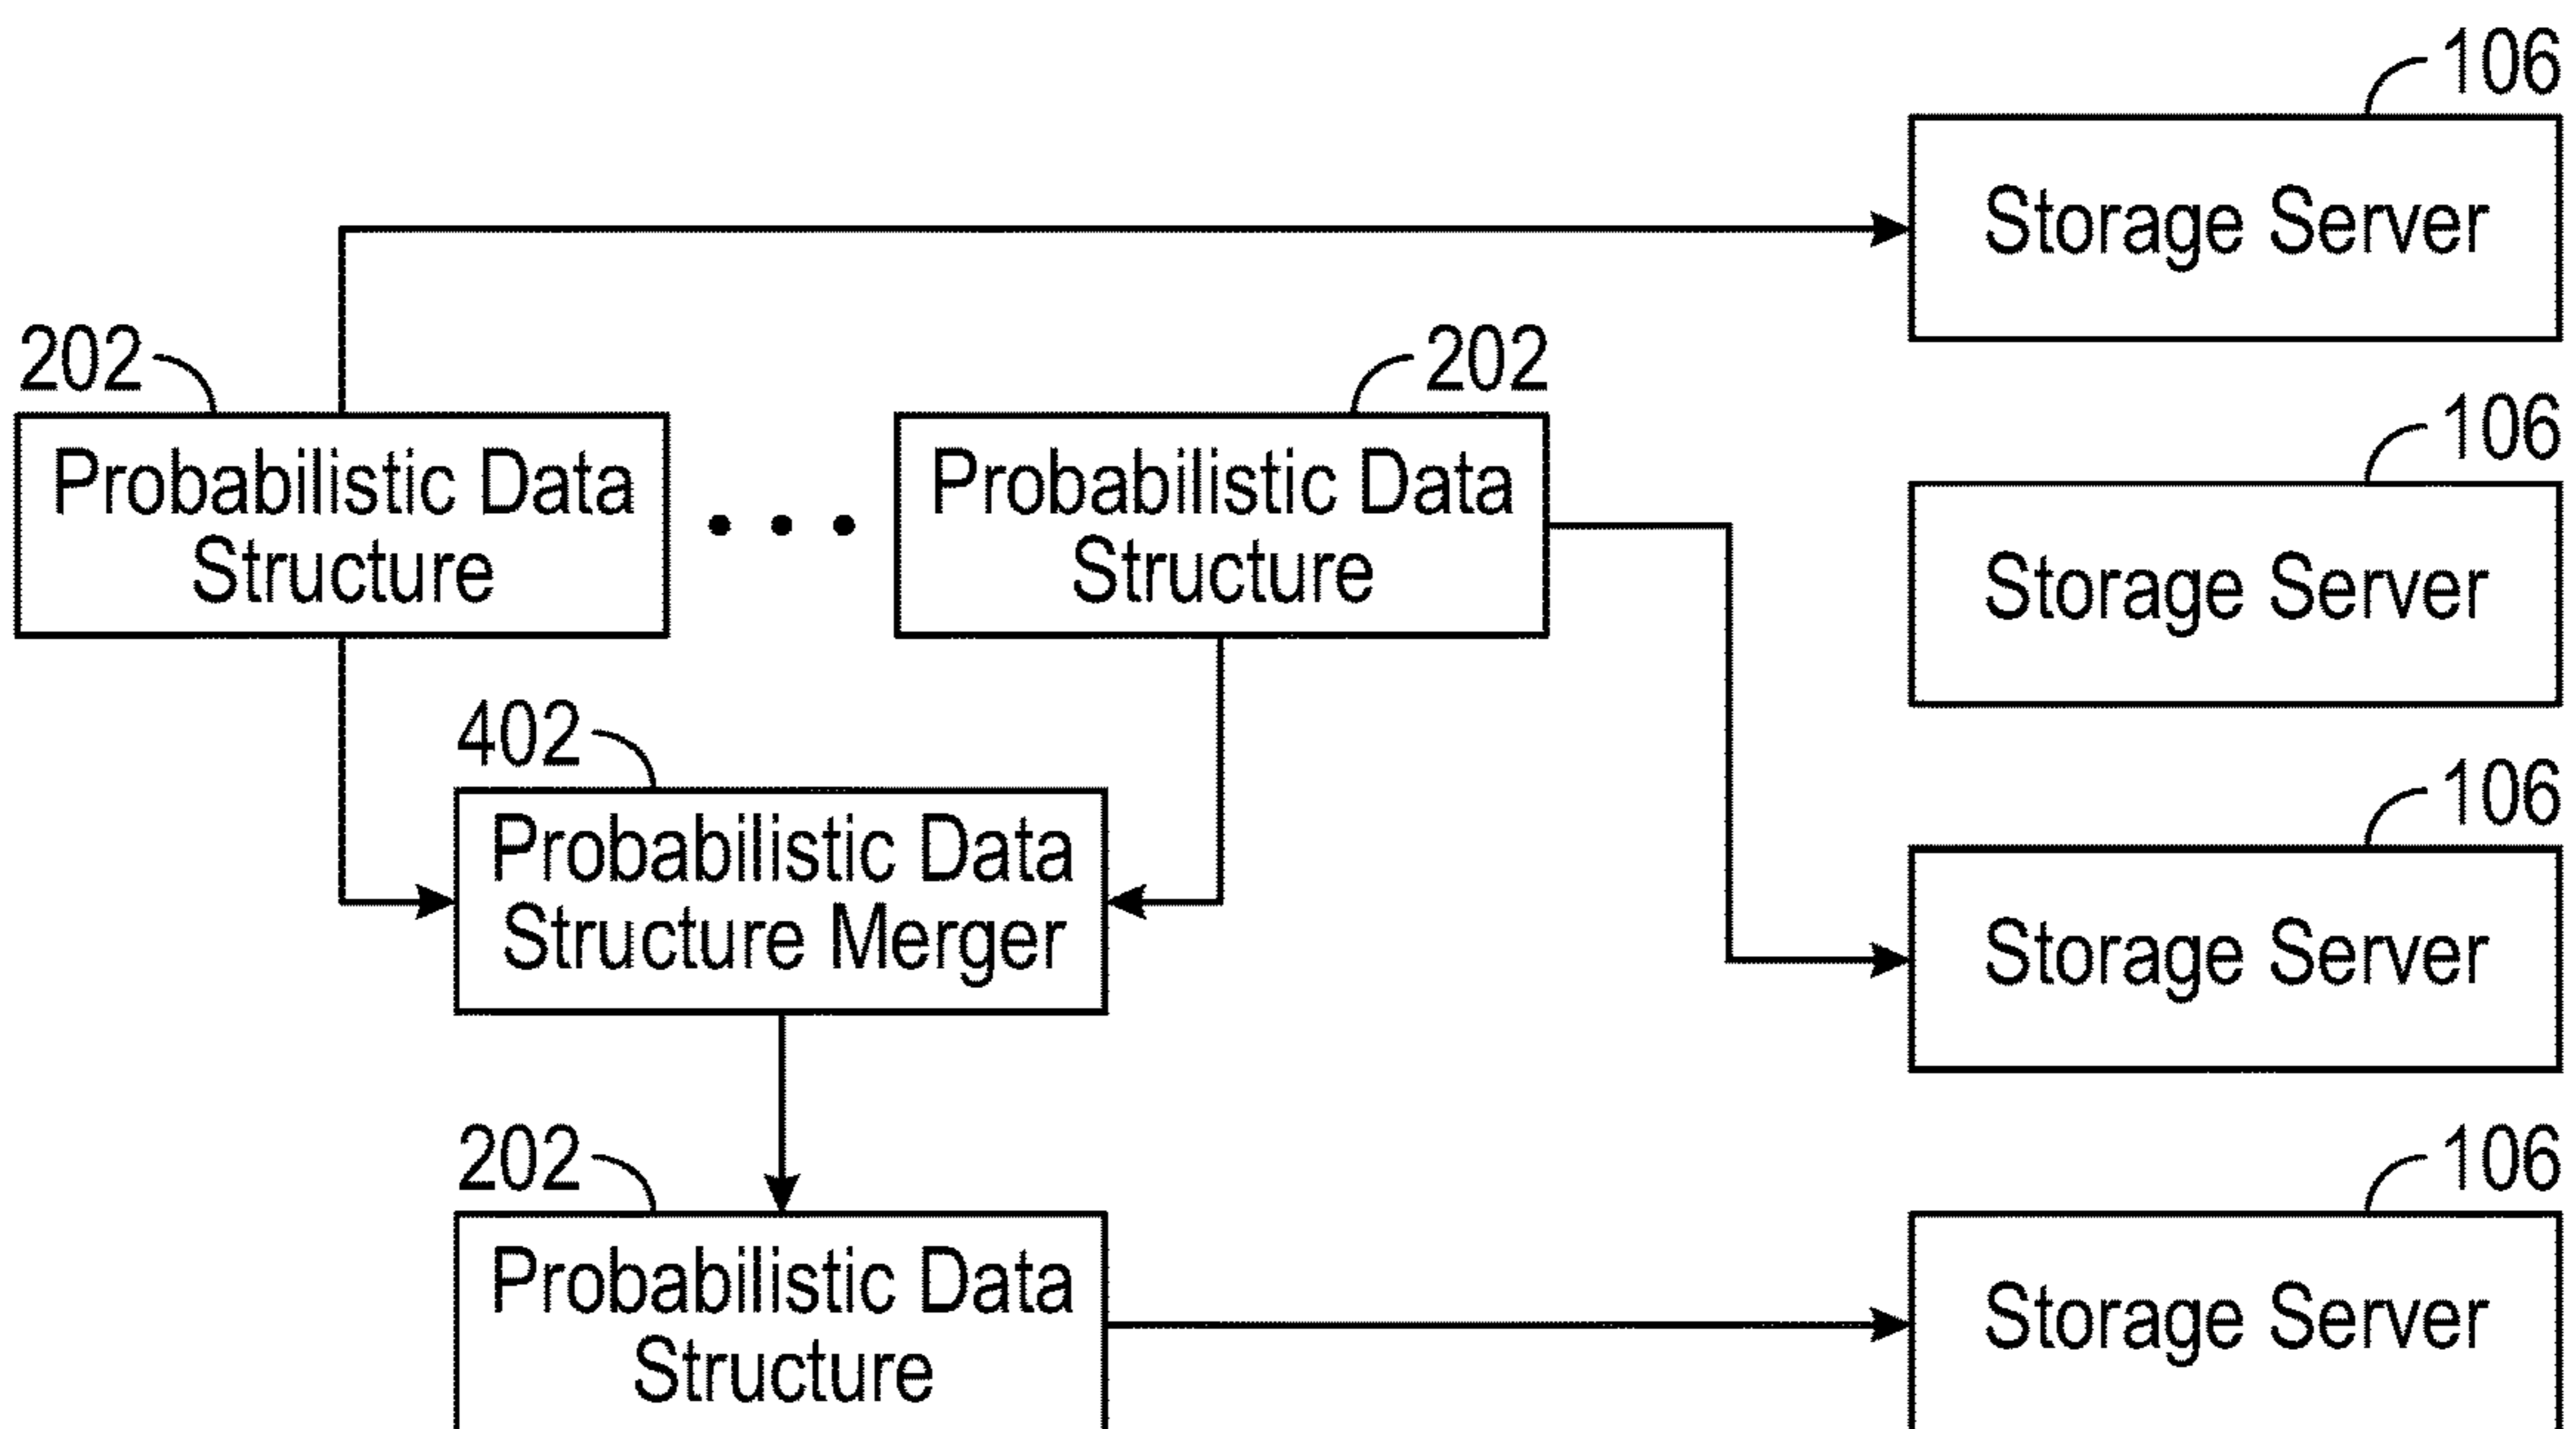 106
Storage Server
202
Probabilistic Data
Structure
202
Probabilistic Data
Structure
106
Storage Server
402
Probabilistic Data
Structure Merger
106
Storage Server
202
Probabilistic Data
Structure
106
Storage Server